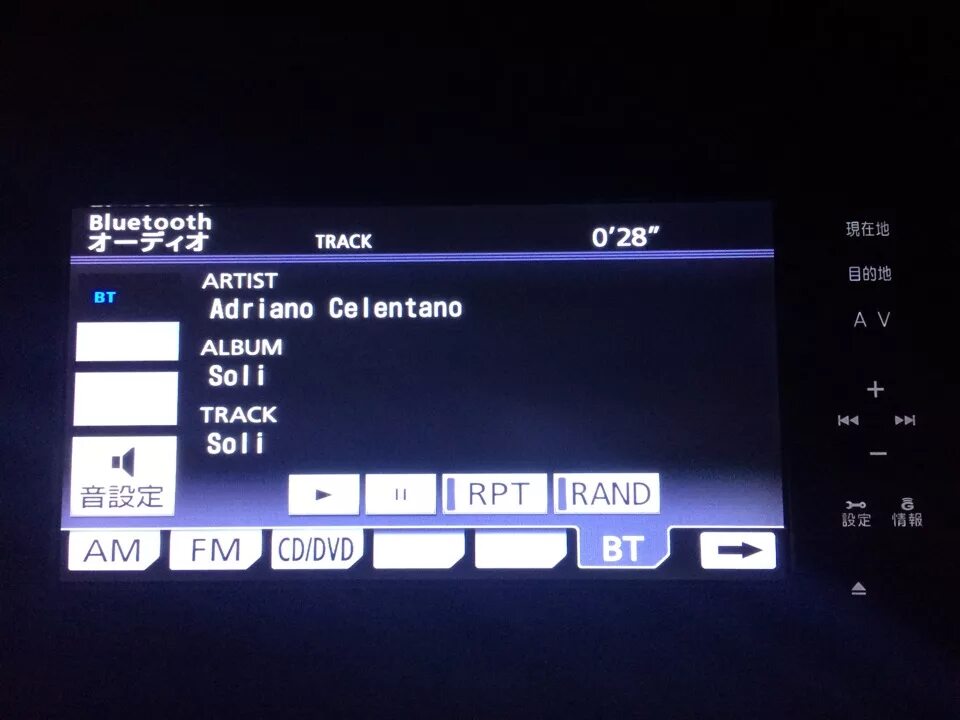 Bluetooth
オーディオ
TRACK
0'28"
BT
ARTIST
Adriano Celentano
ALBUM
Soli
TRACK
Soli
音設定
RPT
RAND
AM
FM
CD/DVD
BT
現在地
目的地
A V
+
−
設定
G
情報